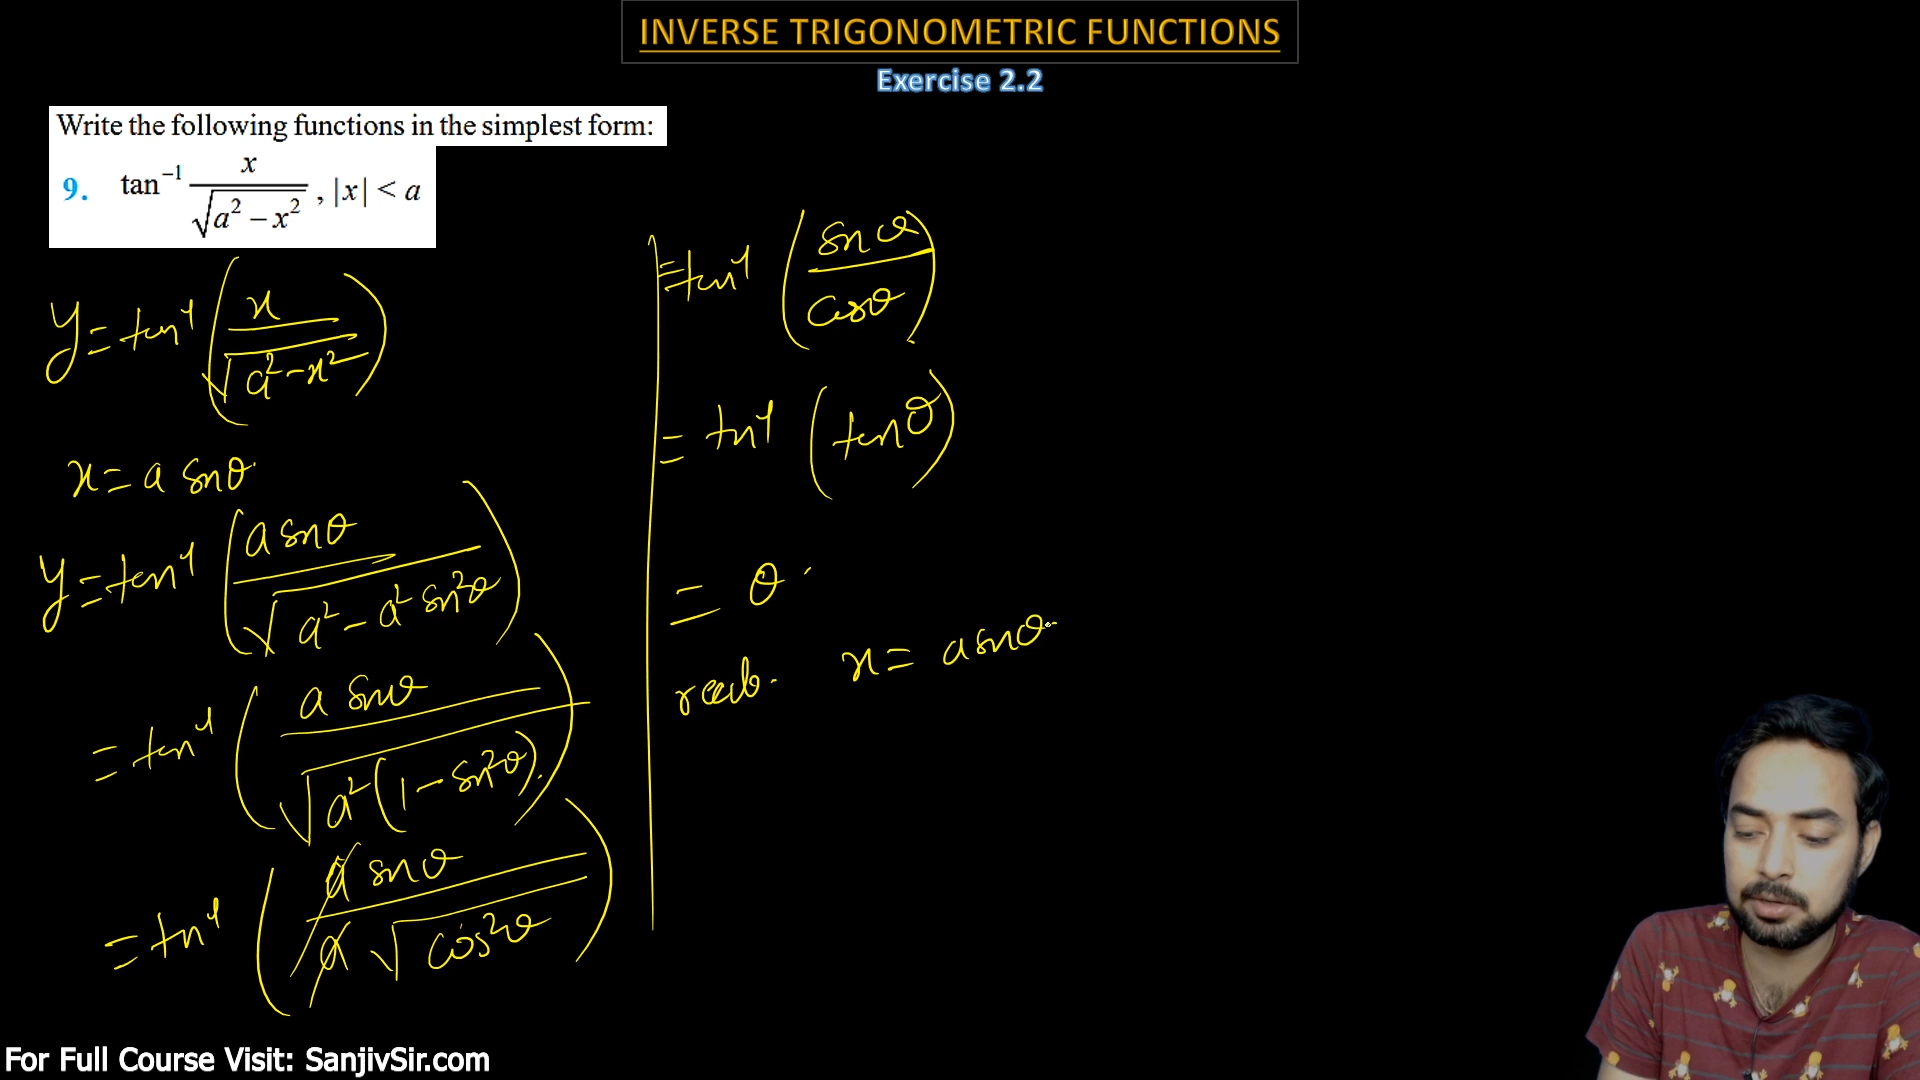 INVERSE TRIGONOMETRIC FUNCTIONS
Exercise 2.2
Write the following functions in the simplest form:
9. tan⁻¹ x/√(a² − x²), |x| < a
y = tan⁻¹ (x/√(a² − x²))
x = a sinθ
y = tan⁻¹ (a sinθ/√(a² − a² sin²θ))
= tan⁻¹ (a sinθ/√(a²(1 − sin²θ)))
= tan⁻¹ (a sinθ/a√(cos²θ))
= tan⁻¹ (sinθ/cosθ)
= tan⁻¹ (tanθ)
= θ
x = a sinθ
For Full Course Visit: SanjivSir.com